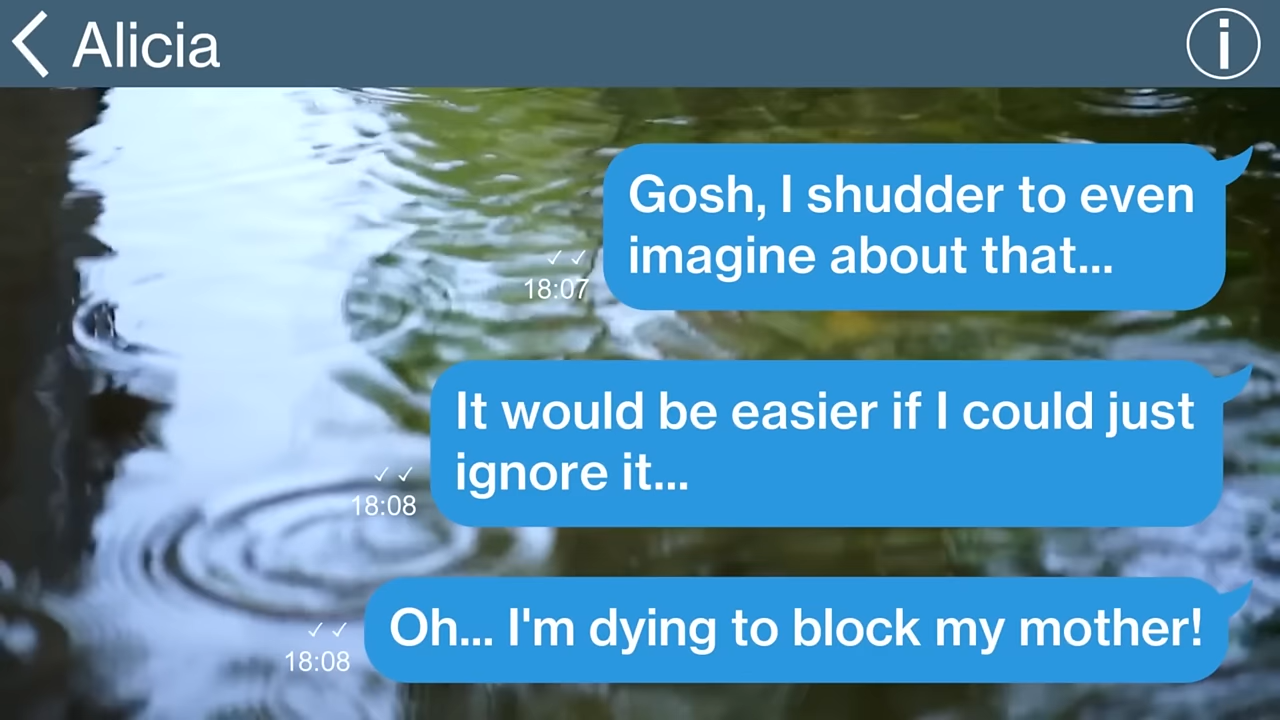 Alicia
Gosh, I shudder to even
imagine about that...
18:07
It would be easier if I could just
ignore it...
18:08
Oh... I'm dying to block my mother!
18:08